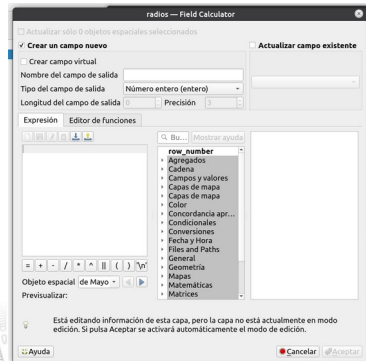 radios — Field Calculator
Actualizar sólo 0 objetos espaciales seleccionados
Crear un campo nuevo
Actualizar campo existente
Crear campo virtual
Nombre del campo de salida
Tipo del campo de salida Número entero (entero)
Longitud del campo de salida 0 Precisión 3
Expresión Editor de funciones
Bu... Mostrar ayuda
row_number
Agregados
Cadena
Campos y valores
Capas de mapa
Capas de mapa
Color
Concordancia apr...
Condicionales
Conversiones
Fecha y Hora
Files and Paths
General
Geometría
Mapas
Matemáticas
Matrices
= + - / * ^ || ( ) '\n'
Objeto espacial de Mayo
Previsualizar:
Está editando información de esta capa, pero la capa no está actualmente en modo
edición. Si pulsa Aceptar se activará automáticamente el modo de edición.
Ayuda
Cancelar Aceptar